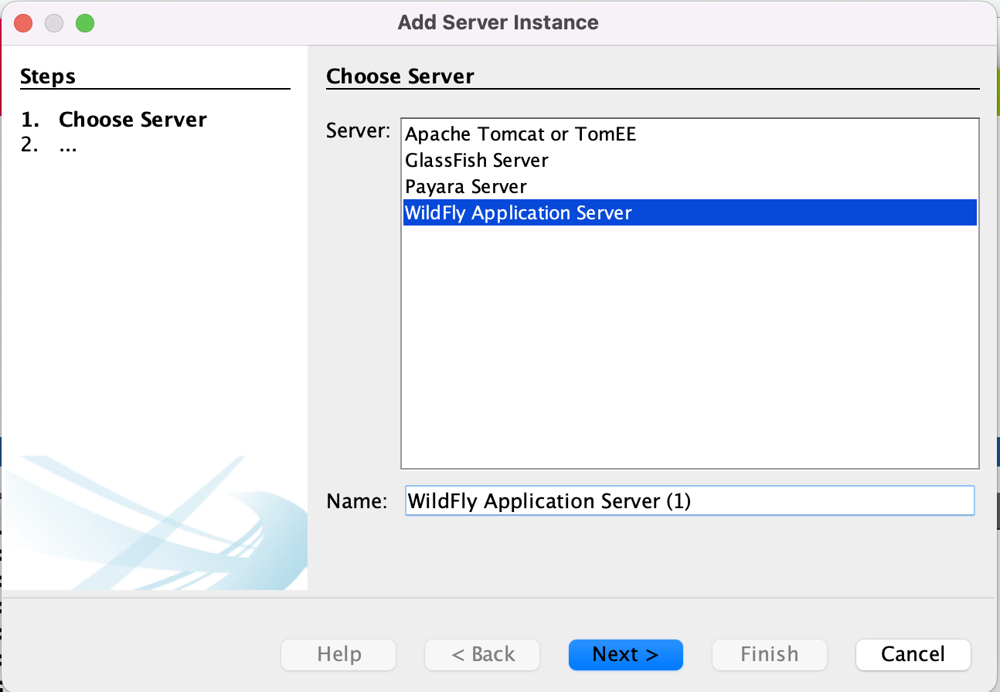 Add Server Instance
Steps
1. Choose Server
2. ...
Choose Server
Server:
Apache Tomcat or TomEE
GlassFish Server
Payara Server
WildFly Application Server
Name: WildFly Application Server (1)
Help < Back Next > Finish Cancel